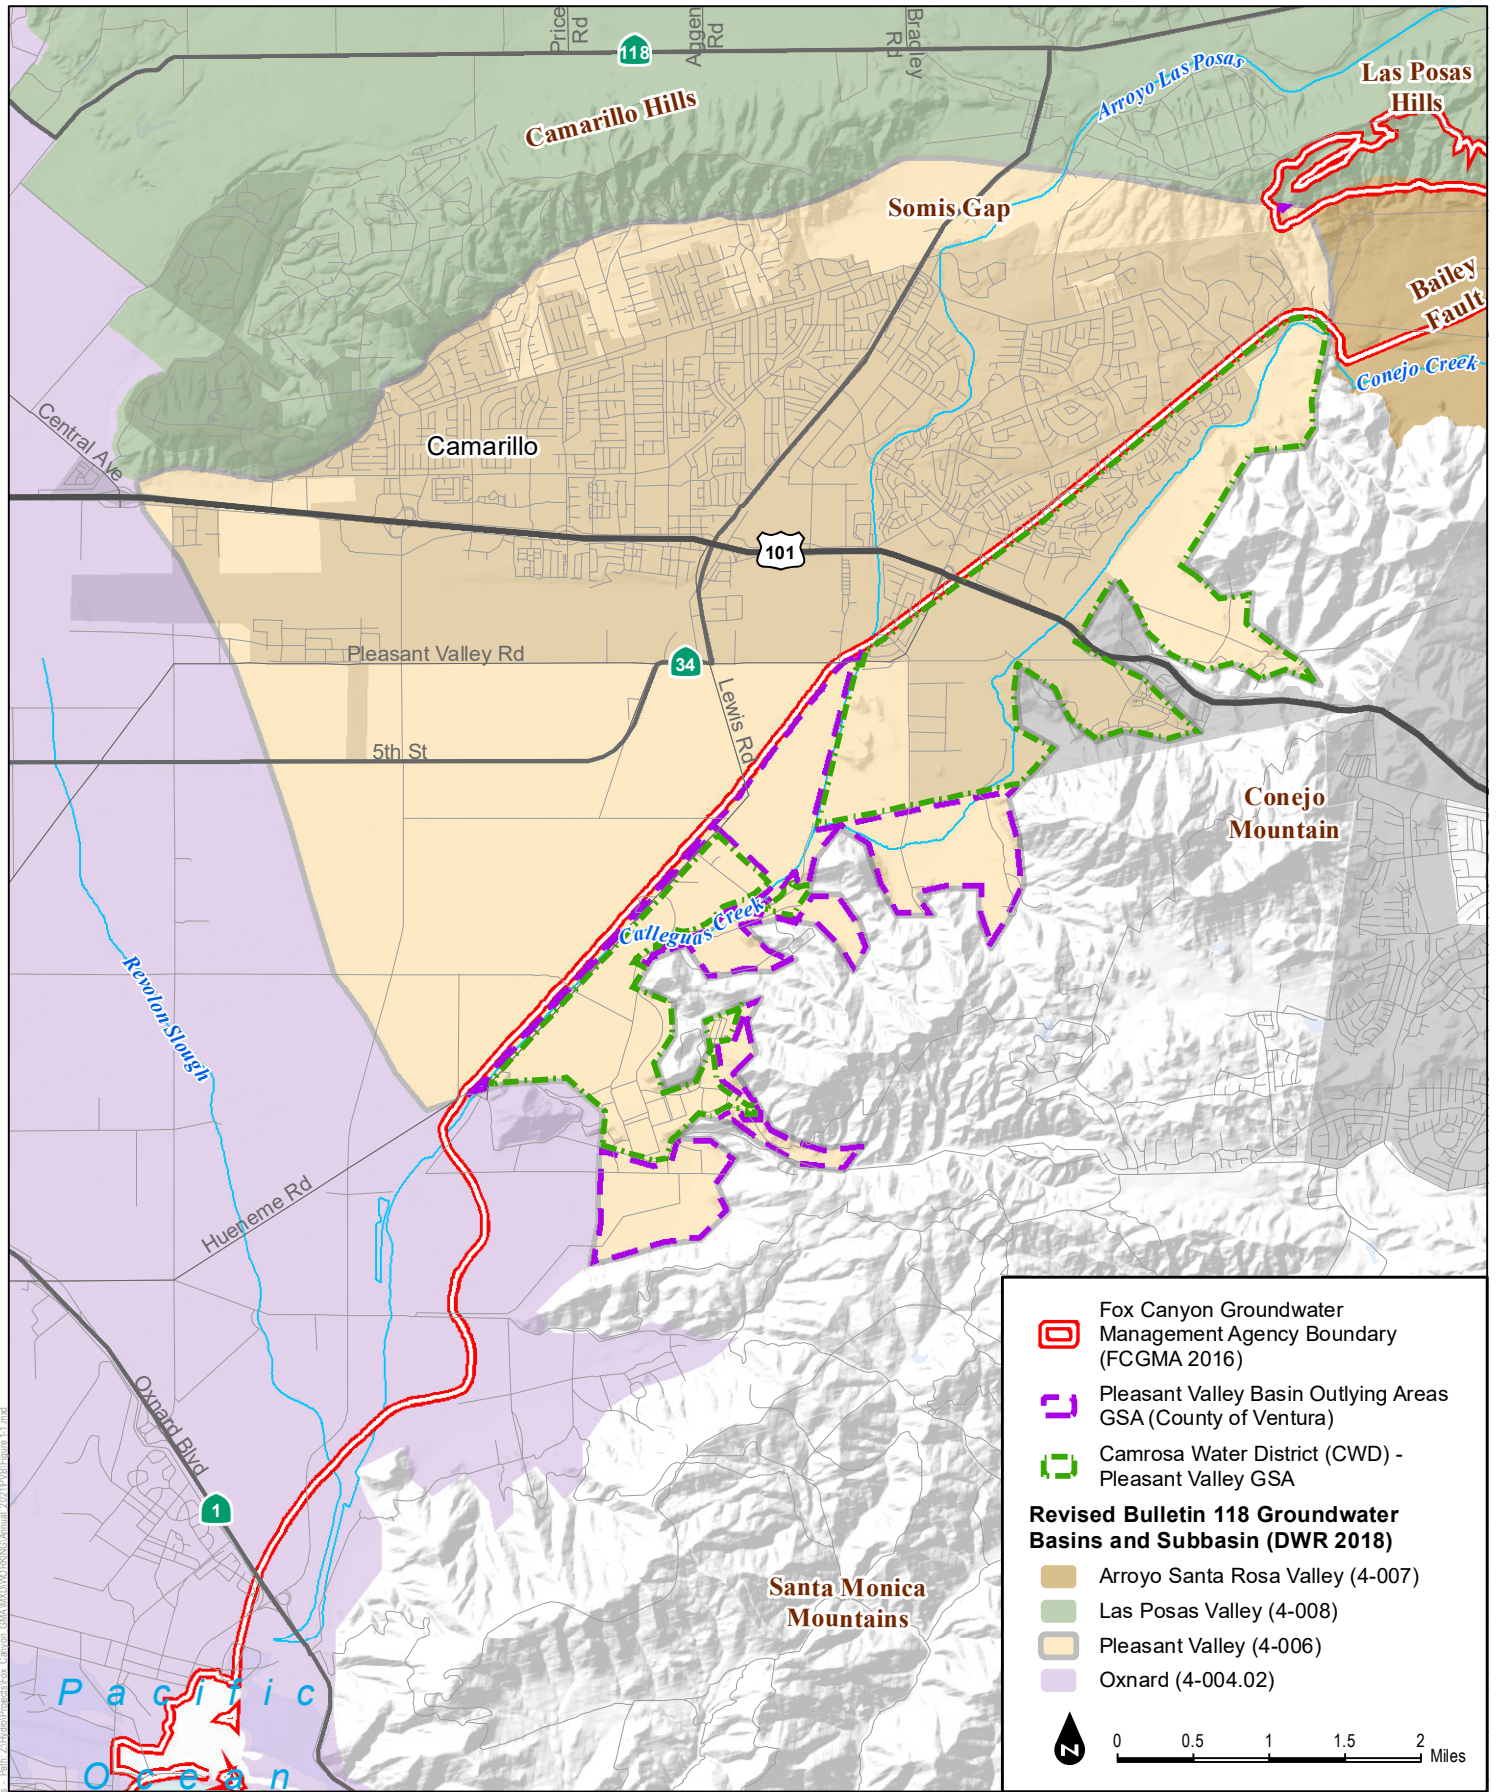 Price
Rd
Aggen
Rd
Bradley
Rd
118
Arroyo Las Posas
Las Posas
Hills
Camarillo Hills
Somis Gap
Bailey
Fault
Conejo Creek
Central Ave
Camarillo
101
Pleasant Valley Rd
34
Lewis Rd
5th St
Conejo
Mountain
Calleguas Creek
Revolon Slough
Hueneme Rd
Oxnard Blvd
1
Santa Monica
Mountains
Pacific
Ocean
Fox Canyon Groundwater
Management Agency Boundary
(FCGMA 2016)
Pleasant Valley Basin Outlying Areas
GSA (County of Ventura)
Camrosa Water District (CWD) -
Pleasant Valley GSA
Revised Bulletin 118 Groundwater
Basins and Subbasin (DWR 2018)
Arroyo Santa Rosa Valley (4-007)
Las Posas Valley (4-008)
Pleasant Valley (4-006)
Oxnard (4-004.02)
N
0 0.5 1 1.5 2
Miles